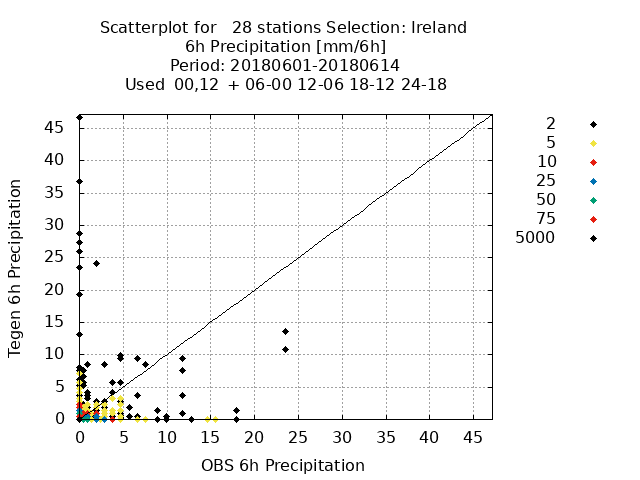 Scatterplot for   28 stations Selection: Ireland
6h Precipitation [mm/6h]
Period: 20180601-20180614
Used  00,12  + 06-00 12-06 18-12 24-18
2
5
10
25
50
75
5000
Tegen 6h Precipitation
45
40
35
30
25
20
15
10
5
0
0 5 10 15 20 25 30 35 40 45
OBS 6h Precipitation